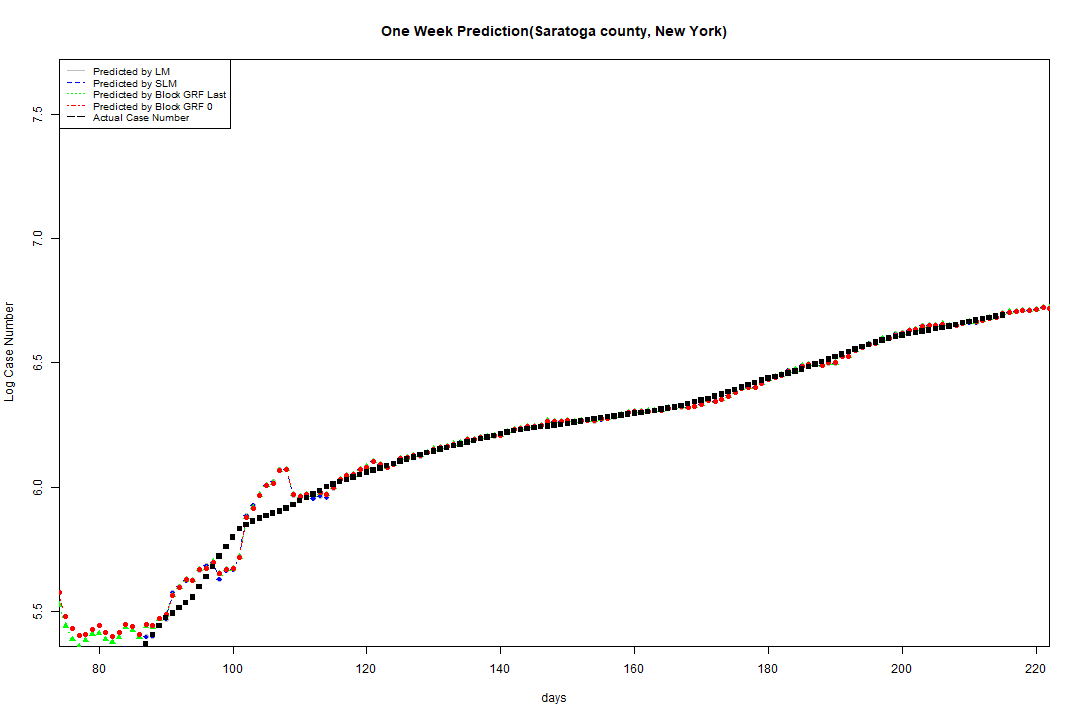 One Week Prediction(Saratoga county, New York)
Predicted by LM
Predicted by SLM
Predicted by Block GRF Last
Predicted by Block GRF 0
Actual Case Number
7.5
7.0
6.5
6.0
5.5
Log Case Number
80 100 120 140 160 180 200 220
days